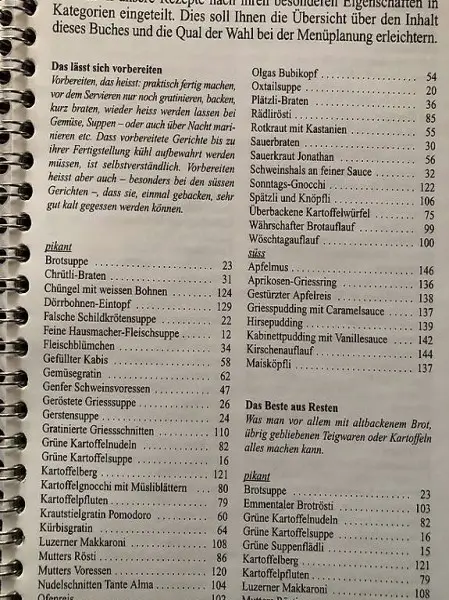 unsere Rezepte nach ihren besonderen Eigenschaften in
Kategorien eingeteilt. Dies soll Ihnen die Übersicht über den Inhalt
dieses Buches und die Qual der Wahl bei der Menüplanung erleichtern.
Das lässt sich vorbereiten
Vorbereiten, das heisst: praktisch fertig machen,
vor dem Servieren nur noch gratinieren, backen,
kurz braten, wieder heiss werden lassen bei
Gemüse, Suppen – oder auch über Nacht mari-
nieren etc. Dass vorbereitete Gerichte bis zu
ihrer Fertigstellung kühl aufbewahrt werden
müssen, ist selbstverständlich. Vorbereiten
heisst aber auch – besonders bei den süssen
Gerichten –, dass sie, einmal gebacken, sehr
gut kalt gegessen werden können.
pikant
Brotsuppe 23
Chrütli-Braten 31
Chüngel mit weissen Bohnen 124
Dörrbohnen-Eintopf 129
Falsche Schildkrötensuppe 22
Feine Hausmacher-Fleischsuppe 12
Fleischblümchen 34
Gefüllter Kabis 58
Gemüsegratin 62
Genfer Schweinsvoressen 47
Geröstete Griesssuppe 26
Gerstensuppe 24
Gratinierte Griessschnitten 110
Grüne Kartoffelnudeln 82
Grüne Kartoffelsuppe 16
Kartoffelberg 121
Kartoffelgnocchi mit Müsliblättern 80
Kartoffelpfluten 79
Krautstielgratin Pomodoro 60
Kürbisgratin 64
Luzerner Makkaroni 108
Mutters Rösti 86
Mutters Voressen 120
Nudelschnitten Tante Alma 104
Ofenpreis 102
Olgas Bubikopf 54
Oxtailsuppe 20
Plätzli-Braten 36
Rädlirösti 85
Rotkraut mit Kastanien 55
Sauerbraten 30
Sauerkraut Jonathan 56
Schweinshals an feiner Sauce 32
Sonntags-Gnocchi 122
Spätzli und Knöpfli 106
Überbackene Kartoffelwürfel 75
Währschafter Brotauflauf 99
Wöschtagauflauf 100
süss
Apfelmus 146
Aprikosen-Griessring 136
Gestürzter Apfelreis 138
Griesspudding mit Caramelsauce 137
Hirsepudding 139
Kabinettpudding mit Vanillesauce 142
Kirschenauflauf 144
Maisköpfli 137
Das Beste aus Resten
Was man vor allem mit altbackenem Brot,
übrig gebliebenen Teigwaren oder Kartoffeln
alles machen kann.
pikant
Brotsuppe 23
Emmentaler Brotrösti 103
Grüne Kartoffelnudeln 82
Grüne Kartoffelsuppe 16
Grüne Suppenflädli 15
Kartoffelberg 121
Kartoffelpfluten 79
Luzerner Makkaroni 108